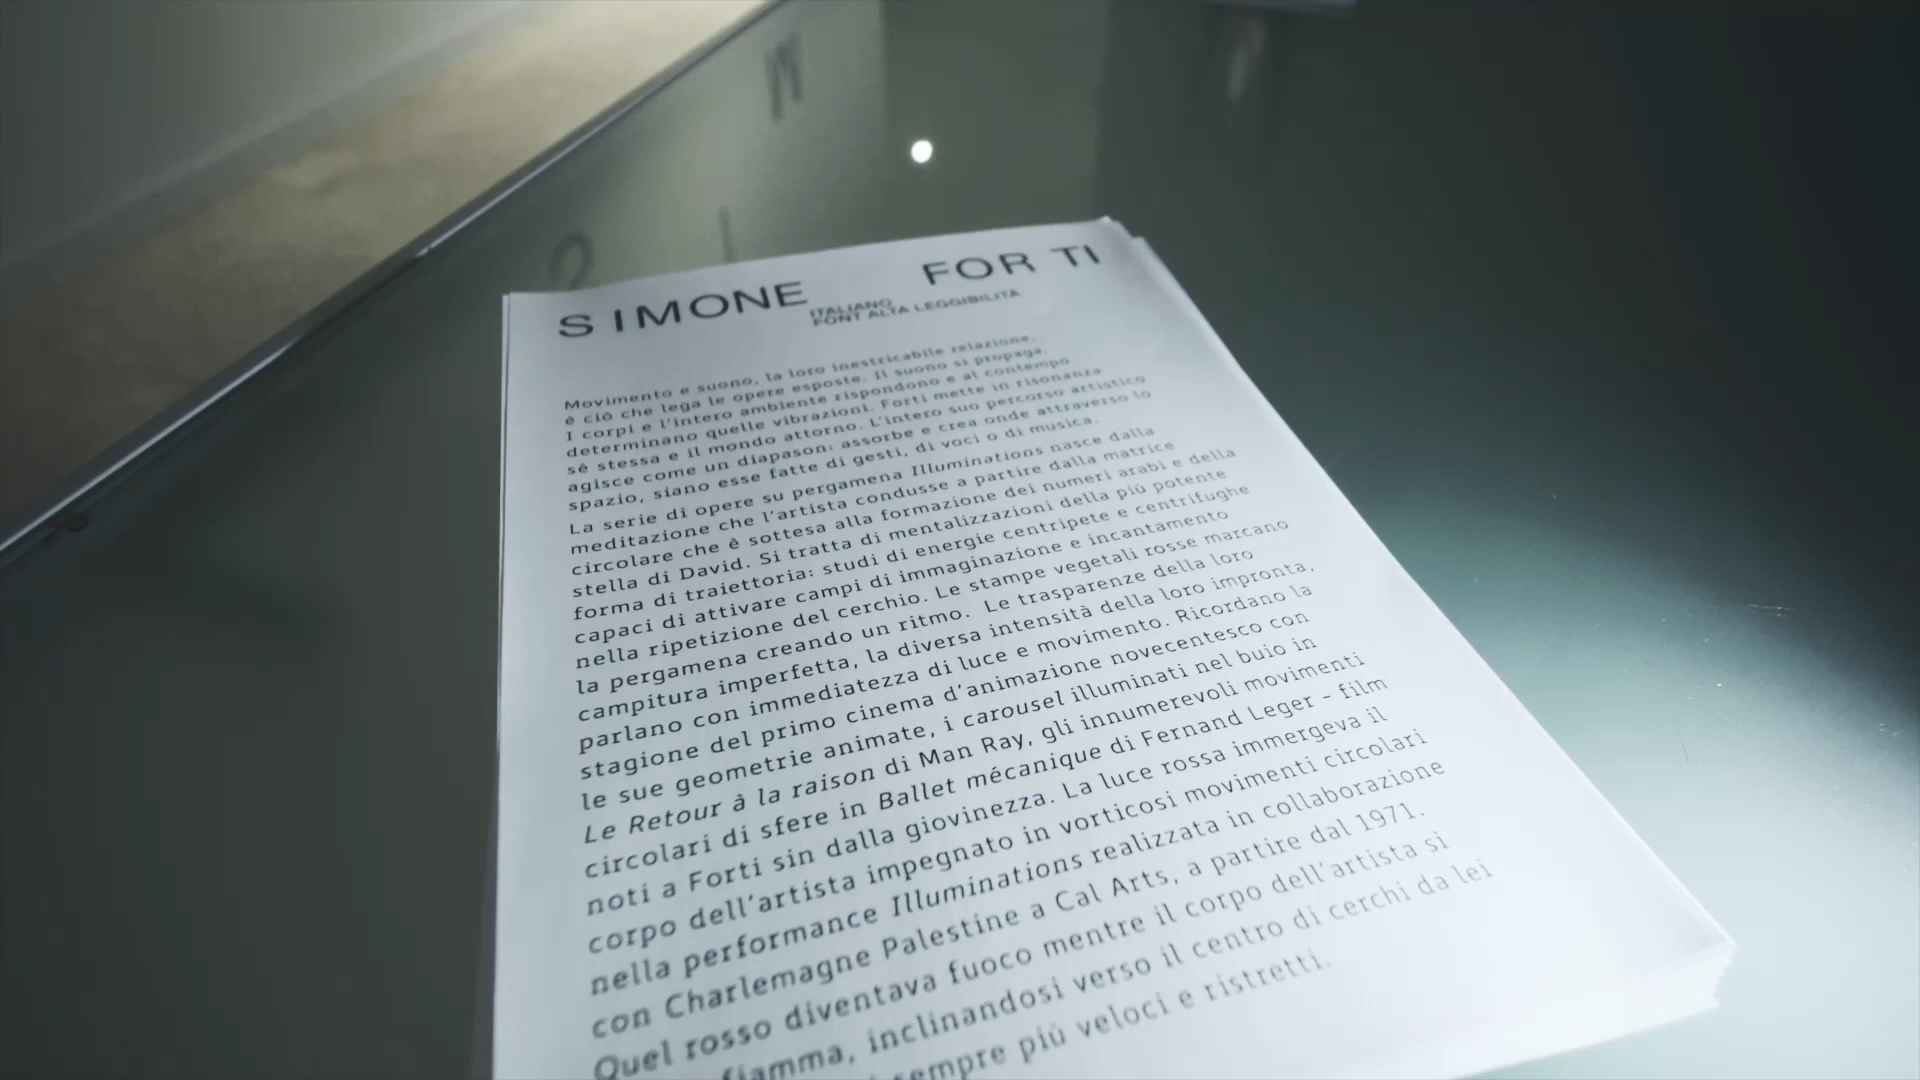 SIMONE FORTI
ITALIANO
FONT ALTA LEGGIBILITÀ
Movimento e suono, la loro inestricabile relazione,
è ciò che lega le opere esposte. Il suono si propaga.
I corpi e l'intero ambiente rispondono e al contempo
determinano quelle vibrazioni. Forti mette in risonanza
sé stessa e il mondo attorno. L'intero suo percorso artistico
agisce come un diapason: assorbe e crea onde attraverso lo
spazio, siano esse fatte di gesti, di voci o di musica.
La serie di opere su pergamena Illuminations nasce dalla
meditazione che l'artista condusse a partire dalla matrice
circolare che è sottesa alla formazione dei numeri arabi e della
stella di David. Si tratta di mentalizzazioni della più potente
forma di traiettoria: studi di energie centripete e centrifughe
capaci di attivare campi di immaginazione e incantamento
nella ripetizione del cerchio. Le stampe vegetali rosse marcano
la pergamena creando un ritmo. Le trasparenze della loro
campitura imperfetta, la diversa intensità della loro impronta,
parlano con immediatezza di luce e movimento. Ricordano la
stagione del primo cinema d'animazione novecentesco con
le sue geometrie animate, i carousel illuminati nel buio in
Le Retour à la raison di Man Ray, gli innumerevoli movimenti
circolari di sfere in Ballet mécanique di Fernand Leger - film
noti a Forti sin dalla giovinezza. La luce rossa immergeva il
corpo dell'artista impegnato in vorticosi movimenti circolari
nella performance Illuminations realizzata in collaborazione
con Charlemagne Palestine a Cal Arts, a partire dal 1971.
Quel rosso diventava fuoco mentre il corpo dell'artista si
fiamma, inclinandosi verso il centro di cerchi da lei
sempre più veloci e ristretti.